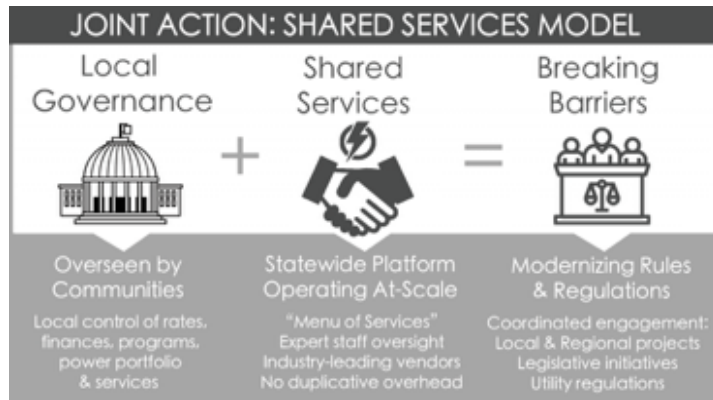 JOINT ACTION: SHARED SERVICES MODEL
Local
Governance
Shared
Services
Breaking
Barriers
Overseen by
Communities
Local control of rates,
finances, programs,
power portfolio
& services
Statewide Platform
Operating At-Scale
"Menu of Services"
Expert staff oversight
Industry-leading vendors
No duplicative overhead
Modernizing Rules
& Regulations
Coordinated engagement:
Local & Regional projects
Legislative initiatives
Utility regulations